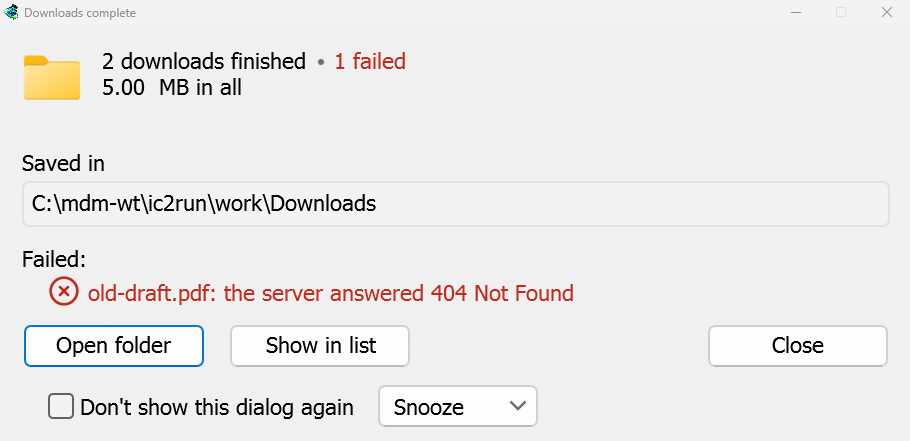 Downloads complete
2 downloads finished • 1 failed
5.00  MB in all
Saved in
C:\mdm-wt\ic2run\work\Downloads
Failed:
old-draft.pdf: the server answered 404 Not Found
Open folder
Show in list
Close
Don't show this dialog again
Snooze